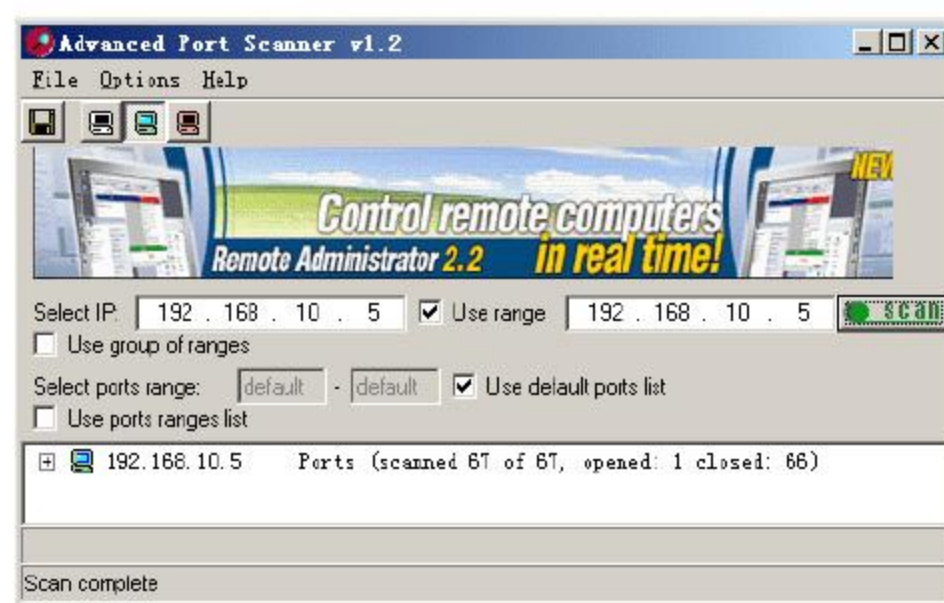 Advanced Port Scanner v1.2
File Options Help
NEW
Control remote computers
Remote Administrator 2.2 in real time!
Select IP: 192 . 168 . 10 . 5 Use range 192 . 168 . 10 . 5 scan
Use group of ranges
Select ports range: default - default Use default ports list
Use ports ranges list
192.168.10.5 Ports (scanned 67 of 67, opened: 1 closed: 66)
Scan complete